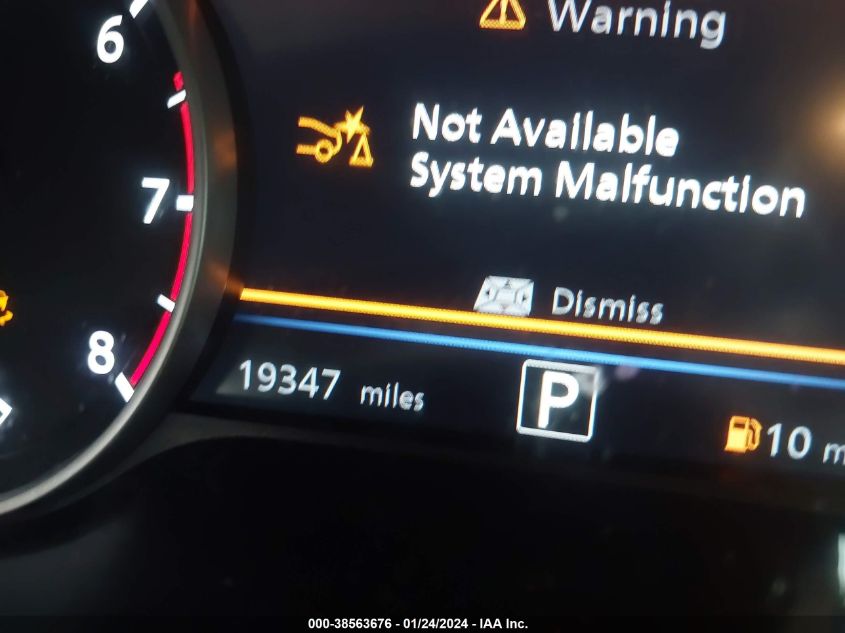 6
Warning
Not Available
System Malfunction
7
Dismiss
8
19347 miles
P
10 m
000-38563676 - 01/24/2024 - IAA Inc.